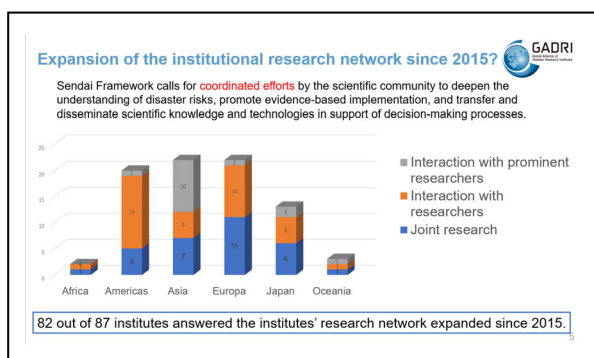 Expansion of the institutional research network since 2015?
GADRI
Global Alliance of
Disaster Research Institutes
Sendai Framework calls for coordinated efforts by the scientific community to deepen the
understanding of disaster risks, promote evidence-based implementation, and transfer and
disseminate scientific knowledge and technologies in support of decision-making processes.
25
20
15
10
5
0
14
5
10
5
7
10
11
2
5
6
Africa Americas Asia Europa Japan Oceania
Interaction with prominent
researchers
Interaction with
researchers
Joint research
82 out of 87 institutes answered the institutes' research network expanded since 2015.
5